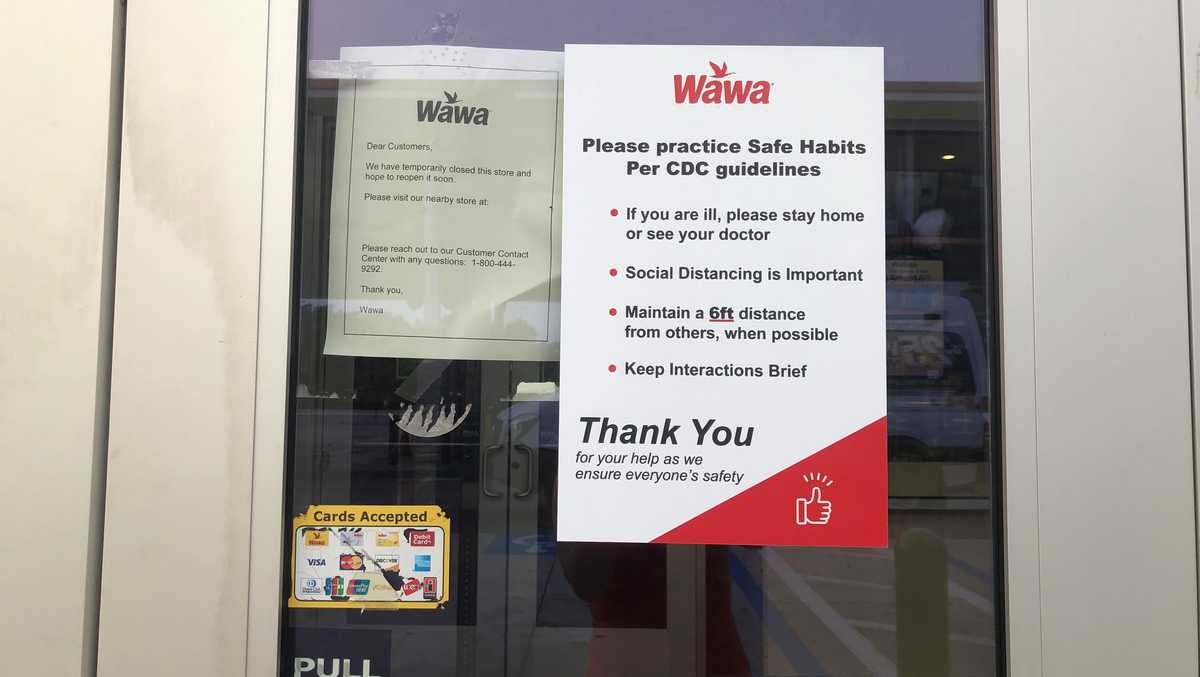 Wawa
Dear Customers,
We have temporarily closed this store and
hope to reopen it soon.
Please visit our nearby store at:
Please reach out to our Customer Contact
Center with any questions: 1-800-444-
9292.
Thank you,
Wawa
Wawa
Please practice Safe Habits
Per CDC guidelines
• If you are ill, please stay home
or see your doctor
• Social Distancing is Important
• Maintain a 6ft distance
from others, when possible
• Keep Interactions Brief
Thank You
for your help as we
ensure everyone's safety
Cards Accepted
Wawa
Debit
Card
VISA
DISCOVER
PULL